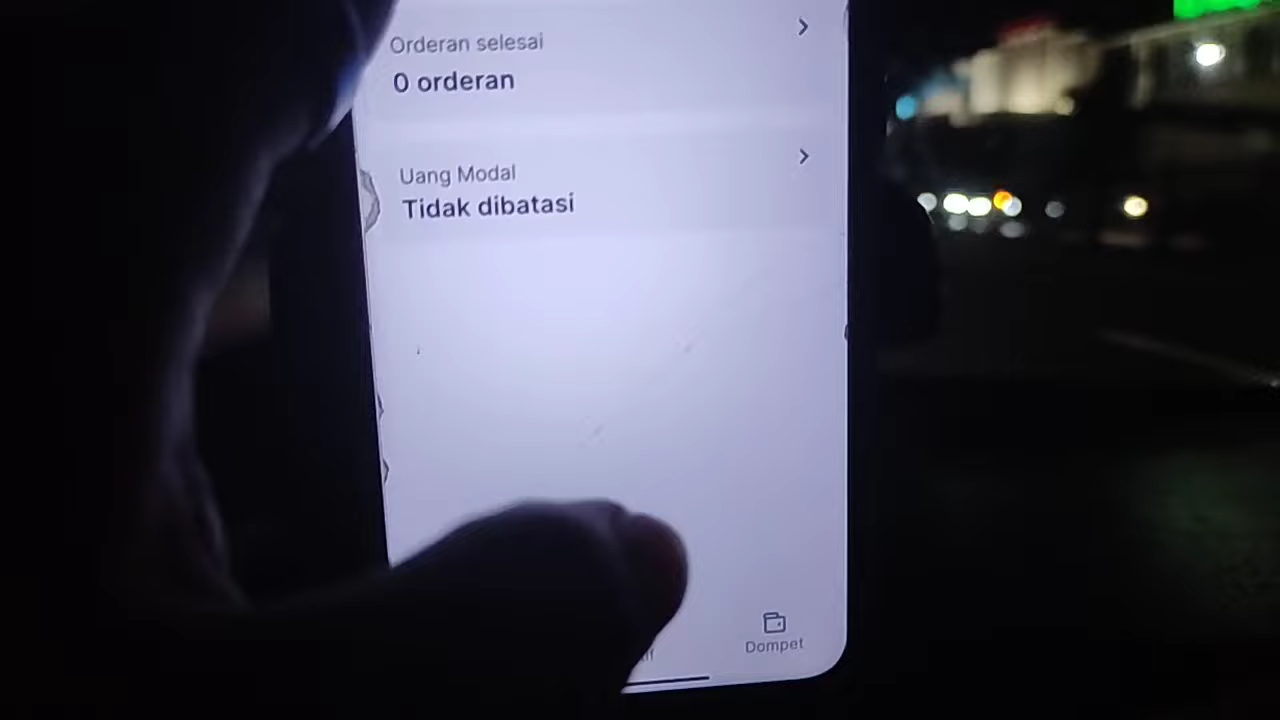 Orderan selesai
0 orderan
Uang Modal
Tidak dibatasi
Dompet